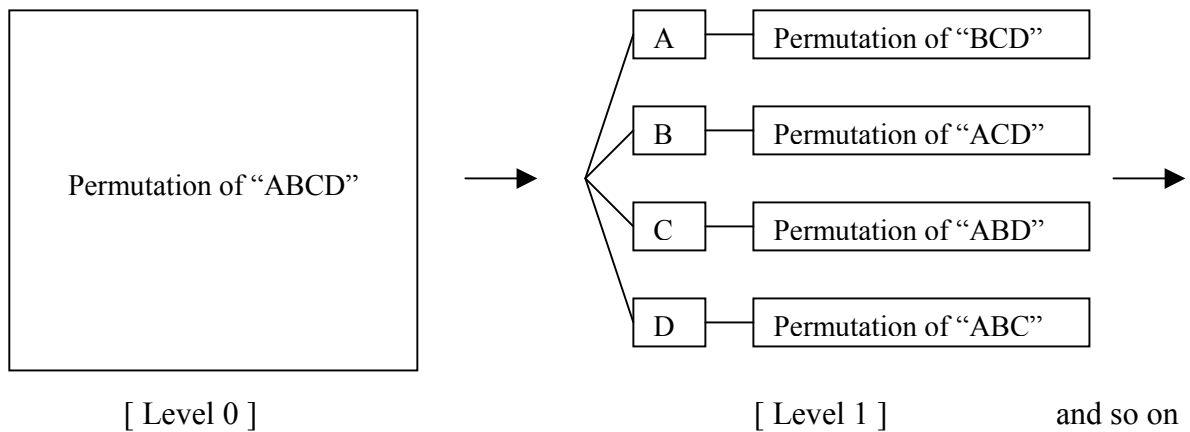 Permutation of “ABCD”
[ Level 0 ]
A
Permutation of “BCD”
B
Permutation of “ACD”
C
Permutation of “ABD”
D
Permutation of “ABC”
[ Level 1 ]
and so on